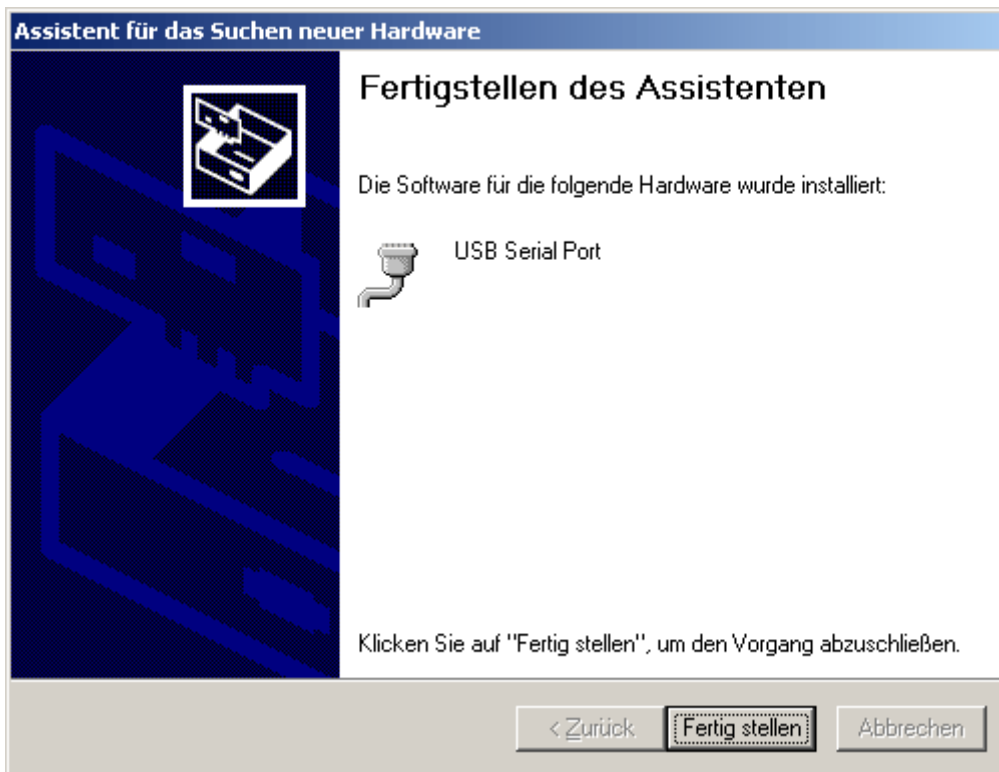 Assistent für das Suchen neuer Hardware
Fertigstellen des Assistenten
Die Software für die folgende Hardware wurde installiert:
USB Serial Port
Klicken Sie auf "Fertig stellen", um den Vorgang abzuschließen.
< Zurück
Fertig stellen
Abbrechen